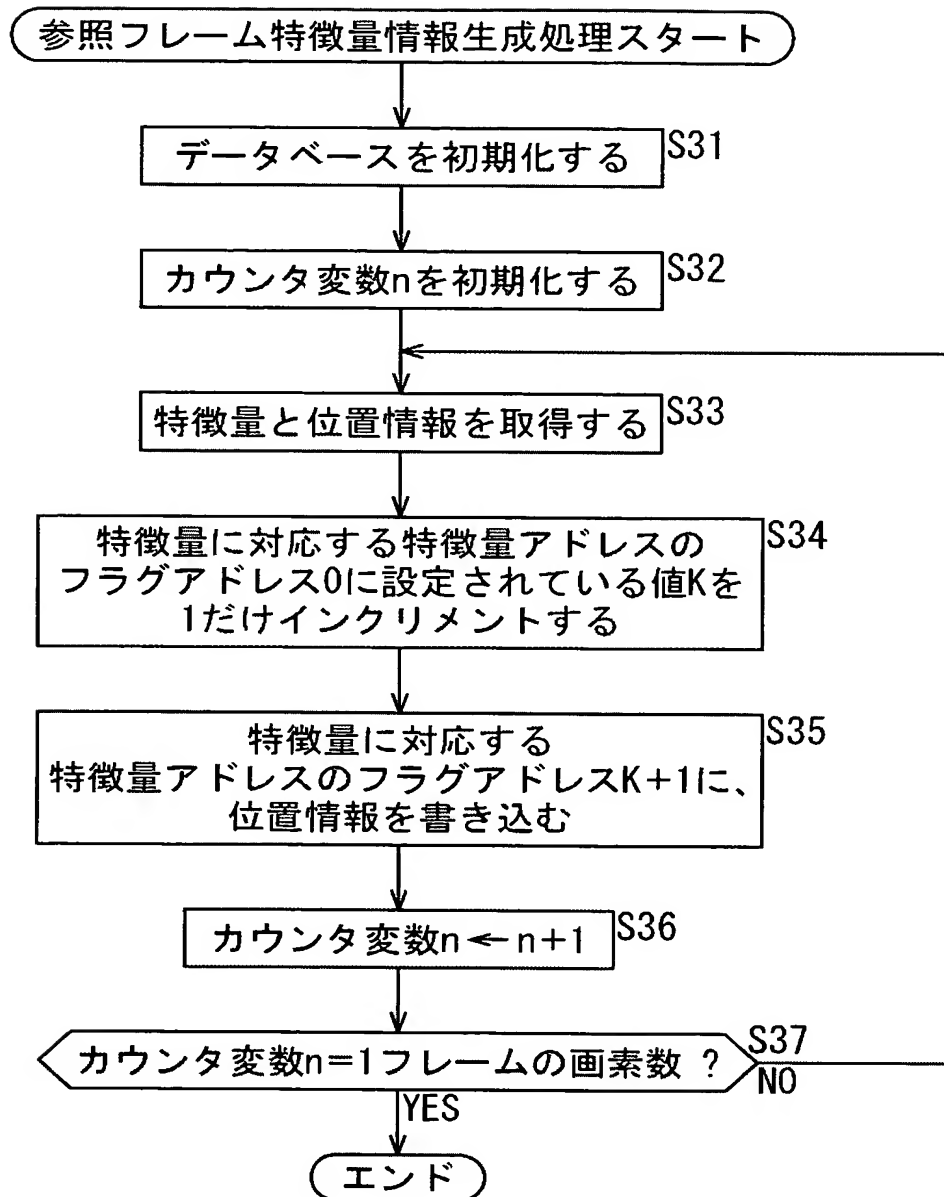 参照フレーム特徴量情報生成処理スタート
データベースを初期化する
S31
カウンタ変数nを初期化する
S32
特徴量と位置情報を取得する
S33
特徴量に対応する特徴量アドレスの
フラグアドレス0に設定されている値Kを
1だけインクリメントする
S34
特徴量に対応する
特徴量アドレスのフラグアドレスK+1に、
位置情報を書き込む
S35
カウンタ変数n←n+1
S36
カウンタ変数n=1フレームの画素数 ?
S37
NO
YES
エンド